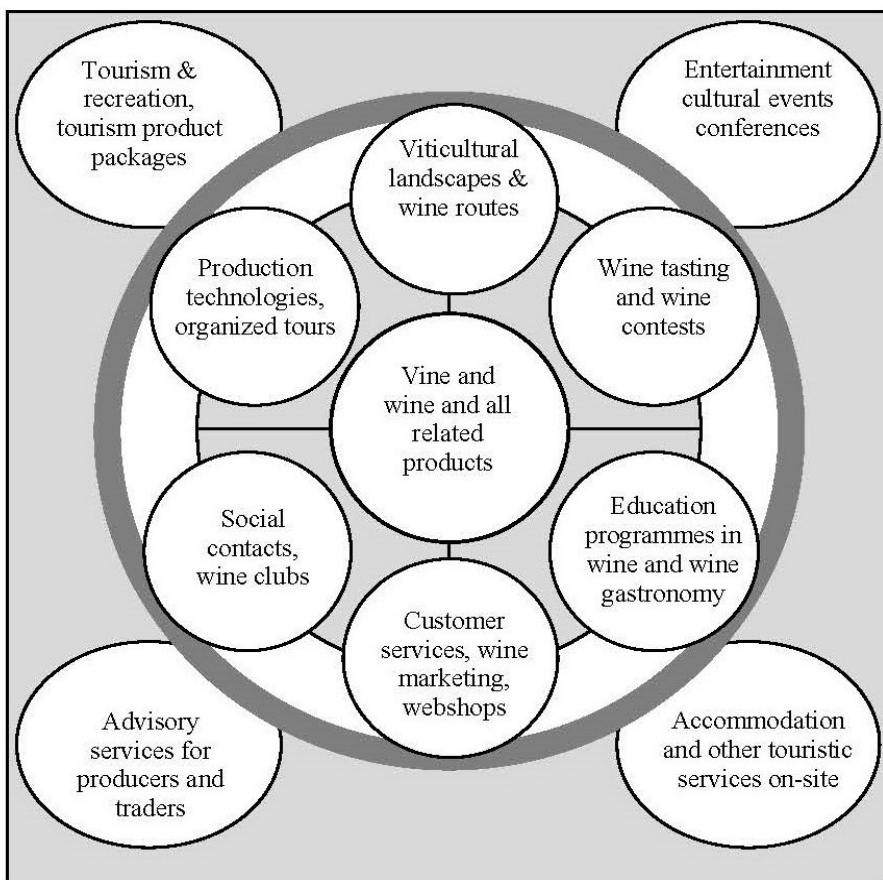 Tourism &
recreation,
tourism product
packages
Entertainment
cultural events
conferences
Viticultural
landscapes &
wine routes
Production
technologies,
organized tours
Wine tasting
and wine
contests
Vine and
wine and all
related
products
Social
contacts,
wine clubs
Education
programmes in
wine and wine
gastronomy
Customer
services, wine
marketing,
webshops
Advisory
services for
producers and
traders
Accommodation
and other touristic
services on-site